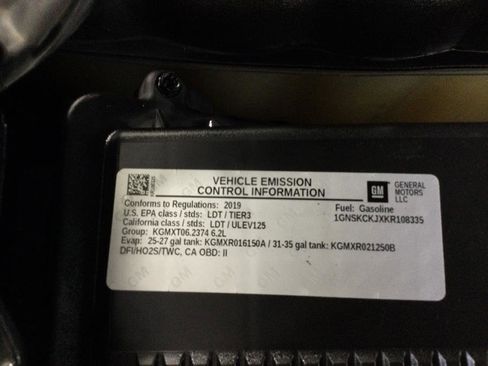 VEHICLE EMISSION
CONTROL INFORMATION
GM
GENERAL
MOTORS
LLC
Conforms to Regulations: 2019
Fuel: Gasoline
U.S. EPA class / stds: LDT / TIER3
1GNSKCKJXKR108335
California class / stds: LDT / ULEV125
Group: KGMXT06.2374 6.2L
Evap: 25-27 gal tank: KGMXR016150A / 31-35 gal tank: KGMXR021250B
DFI/HO2S/TWC, CA OBD: II